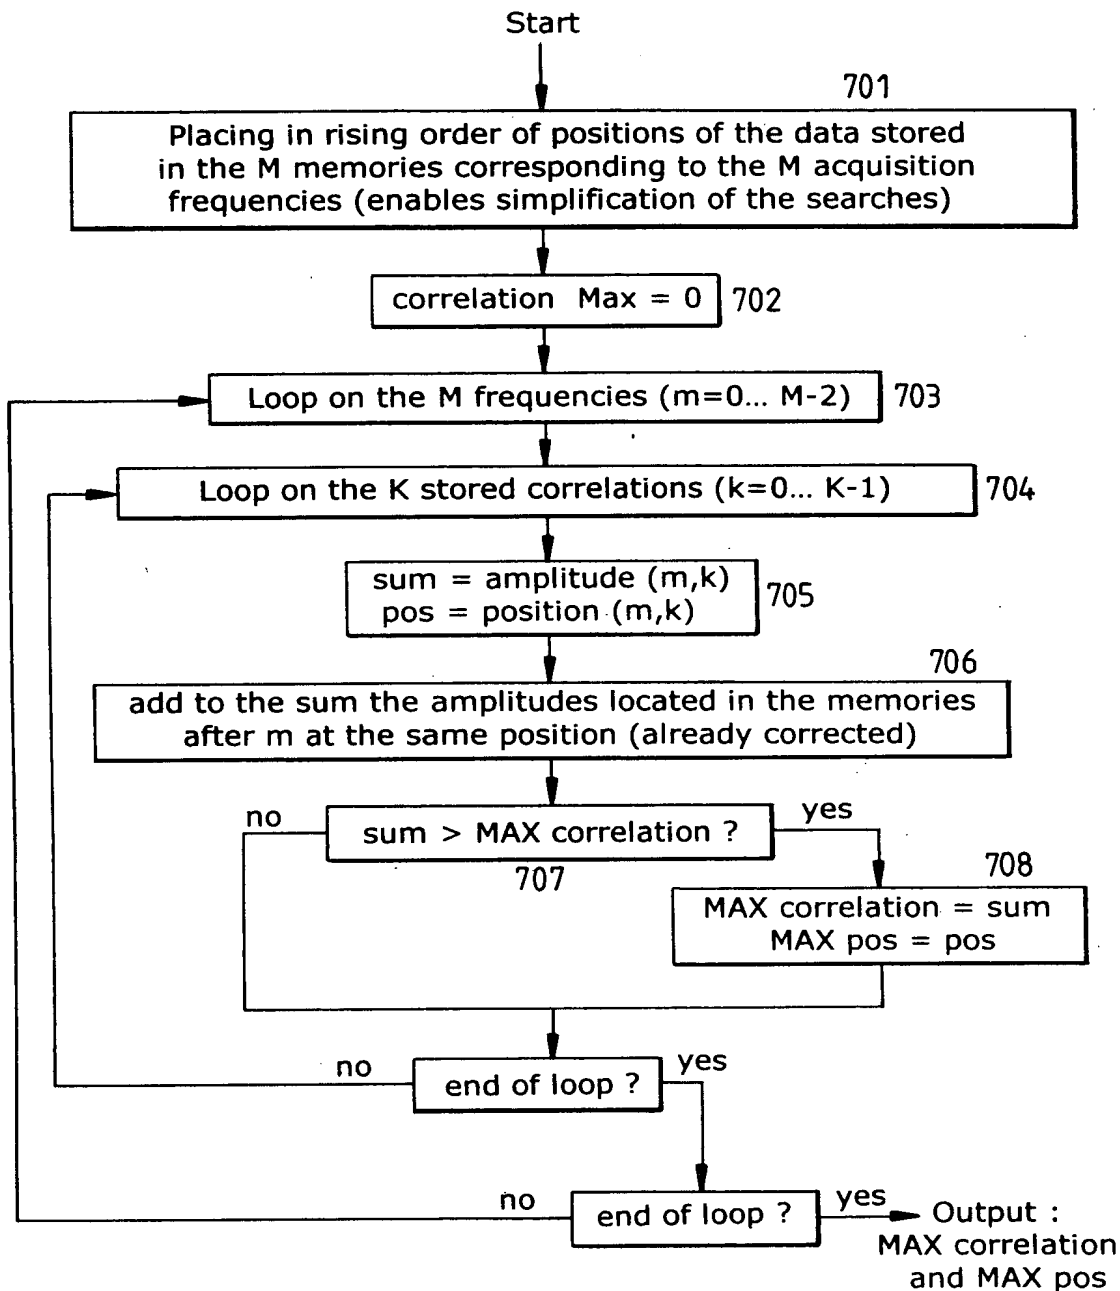 Start
701
Placing in rising order of positions of the data stored
in the M memories corresponding to the M acquisition
frequencies (enables simplification of the searches)
correlation Max = 0
702
Loop on the M frequencies (m=0... M-2)
703
Loop on the K stored correlations (k=0... K-1)
704
sum = amplitude (m,k)
pos = position (m,k)
705
706
add to the sum the amplitudes located in the memories
after m at the same position (already corrected)
no
sum > MAX correlation ?
yes
707
708
MAX correlation = sum
MAX pos = pos
no
end of loop ?
yes
no
end of loop ?
yes
Output :
MAX correlation
and MAX pos